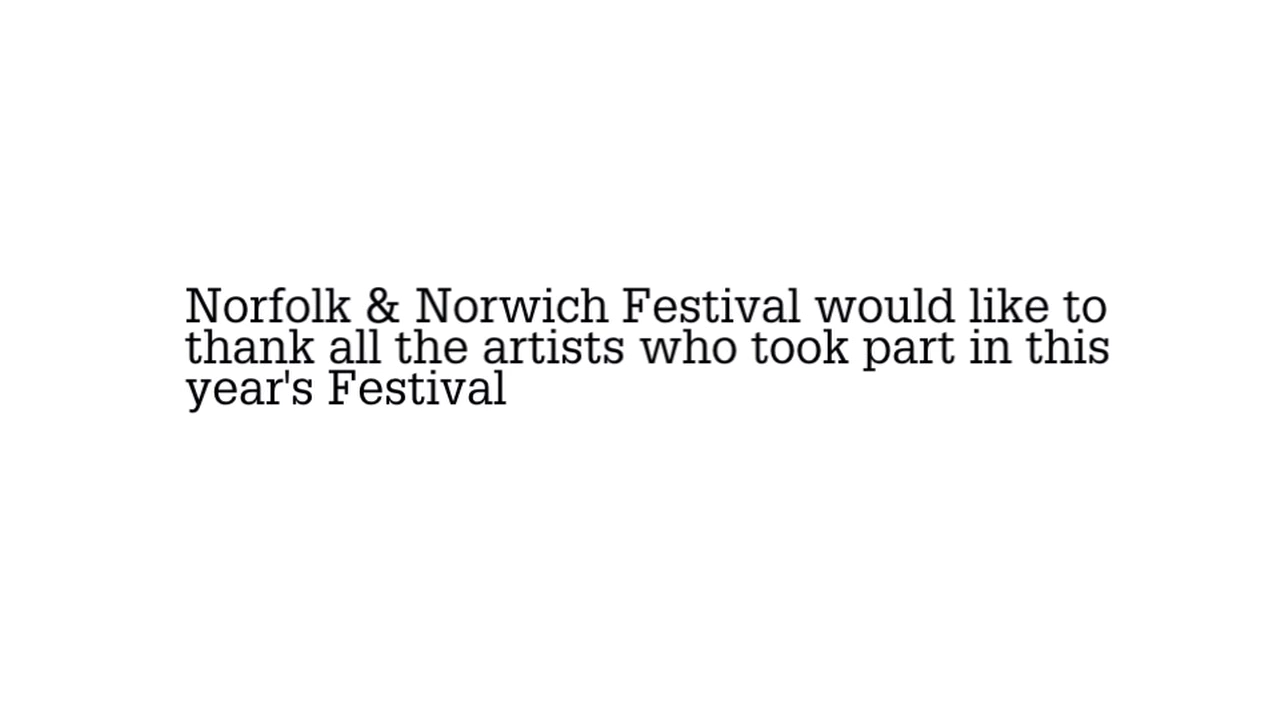 Norfolk & Norwich Festival would like to
thank all the artists who took part in this
year's Festival